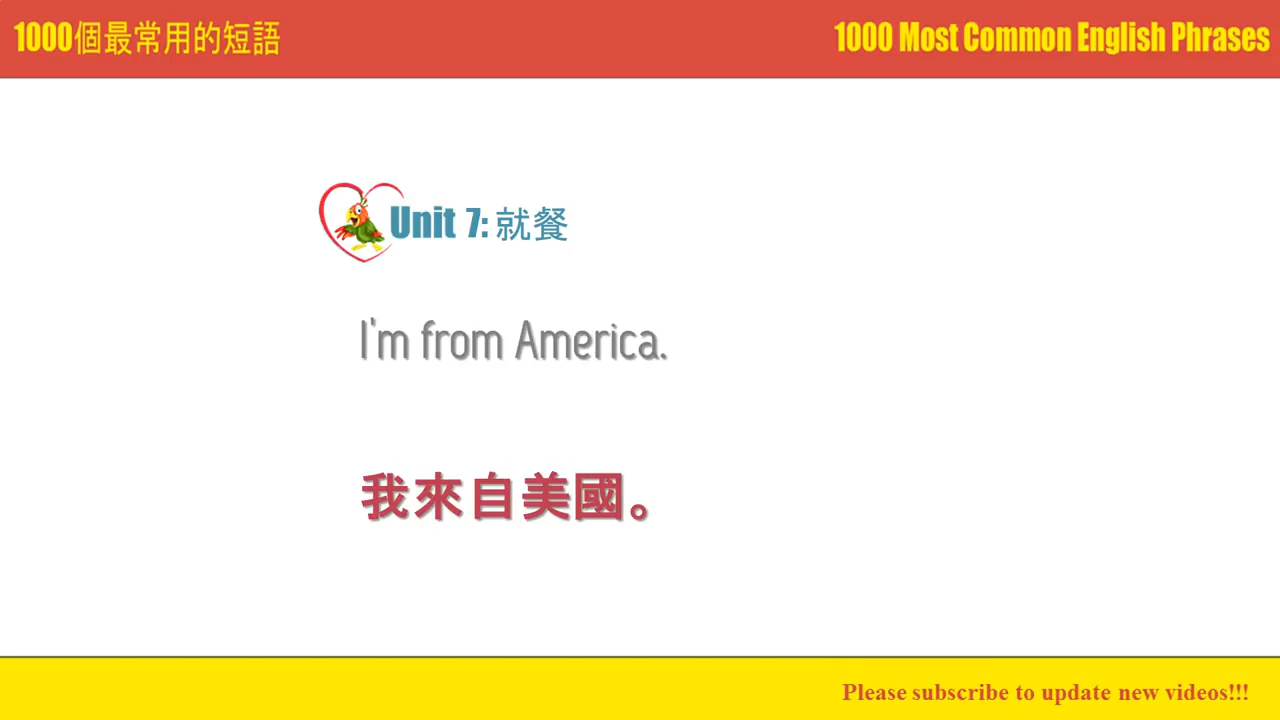 1000個最常用的短語
1000 Most Common English Phrases
Unit 7: 就餐
I'm from America.
我來自美國。
Please subscribe to update new videos!!!